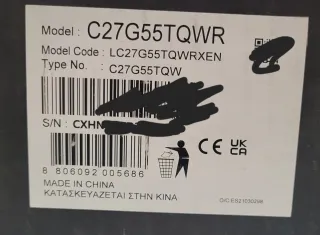 Model : C27G55TQWR
Model Code : LC27G55TQWRXEN
Type No. : C27G55TQW
S/N : CXHN
CE UK CA
8 806092 005686
MADE IN CHINA
ΚΑΤΑΣΚΕΥΑΖΕΤΑΙ ΣΤΗΝ ΚΙΝΑ